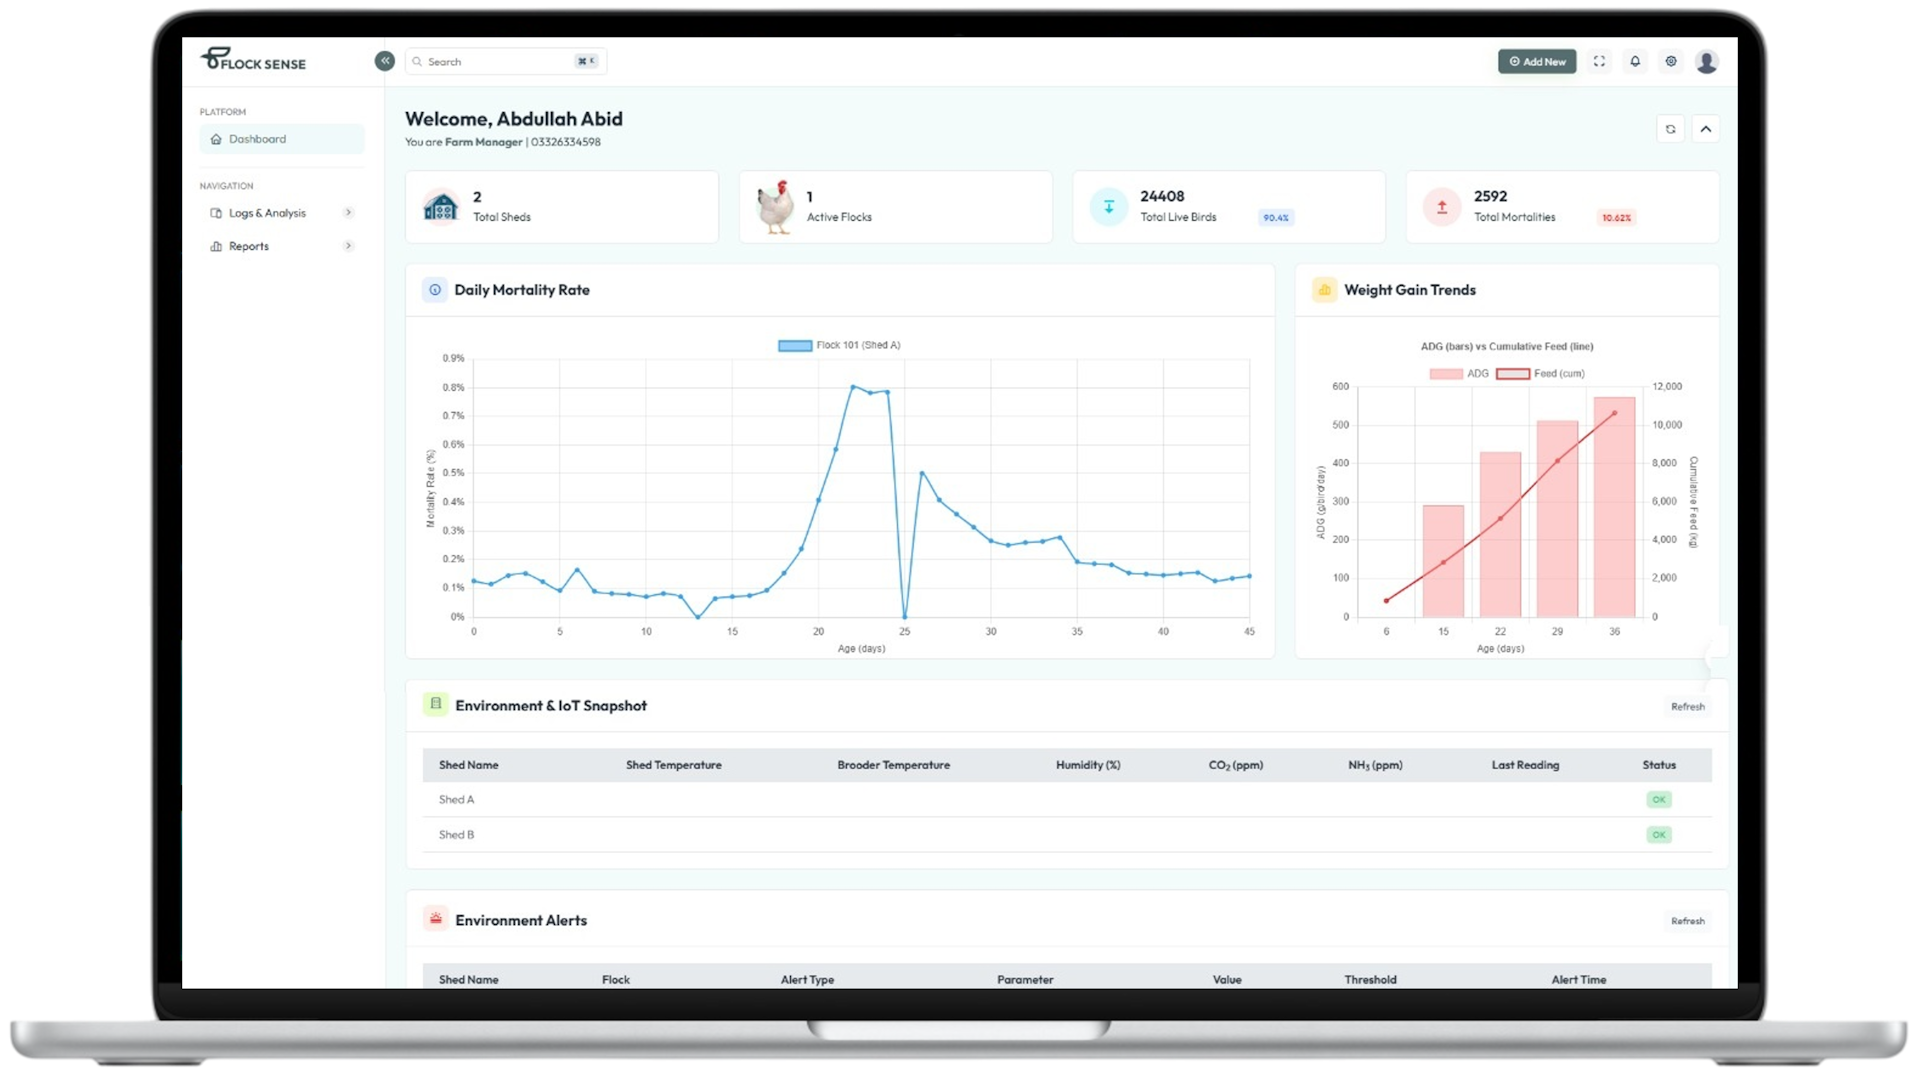 FLOCK SENSE
Search ⌘ K
Add New
PLATFORM
Dashboard
NAVIGATION
Logs & Analysis
Reports
Welcome, Abdullah Abid
You are Farm Manager | 03326334598
2
Total Sheds
1
Active Flocks
24408
Total Live Birds 90.4%
2592
Total Mortalities 10.62%
Daily Mortality Rate
Flock 101 (Shed A)
Mortality Rate (%)
0.9%
0.8%
0.7%
0.6%
0.5%
0.4%
0.3%
0.2%
0.1%
0%
0 5 10 15 20 25 30 35 40 45
Age (days)
Weight Gain Trends
ADG (bars) vs Cumulative Feed (line)
ADG Feed (cum)
ADG (g/bird/day)
600
500
400
300
200
100
0
12,000
10,000
8,000
6,000
4,000
2,000
0
Cumulative Feed (kg)
6 15 22 29 36
Age (days)
Environment & IoT Snapshot
Refresh
Shed Name Shed Temperature Brooder Temperature Humidity (%) CO₂ (ppm) NH₃ (ppm) Last Reading Status
Shed A OK
Shed B OK
Environment Alerts
Refresh
Shed Name Flock Alert Type Parameter Value Threshold Alert Time